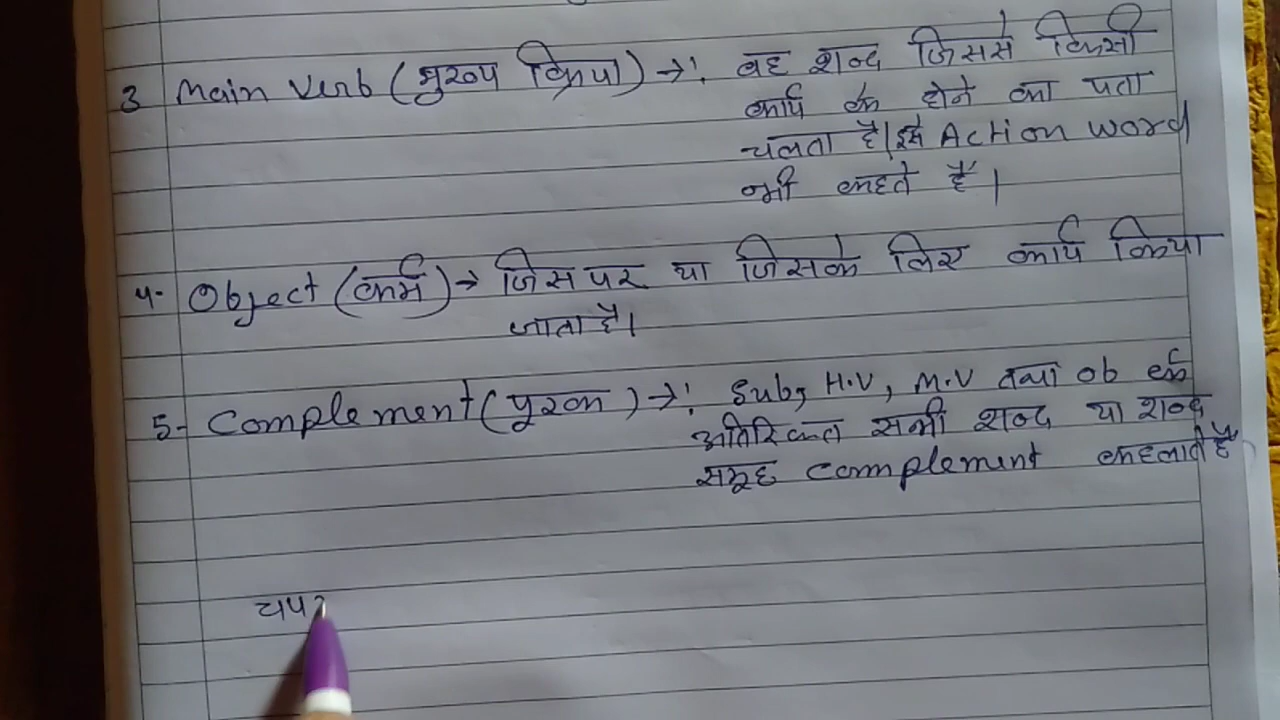 3 Main Verb (मुख्य क्रिया) →: वह शब्द जिससे किसी
कार्य के होने का पता
चलता है। इसे Action word
भी कहते हैं।
4- Object (कर्म) → जिस पर या जिसके लिए कार्य किया
जाता है।
5- Complement (पूरक) →: Sub, H.V, M.V तथा ob के
अतिरिक्त सभी शब्द या शब्द
समूह complement कहलाते हैं